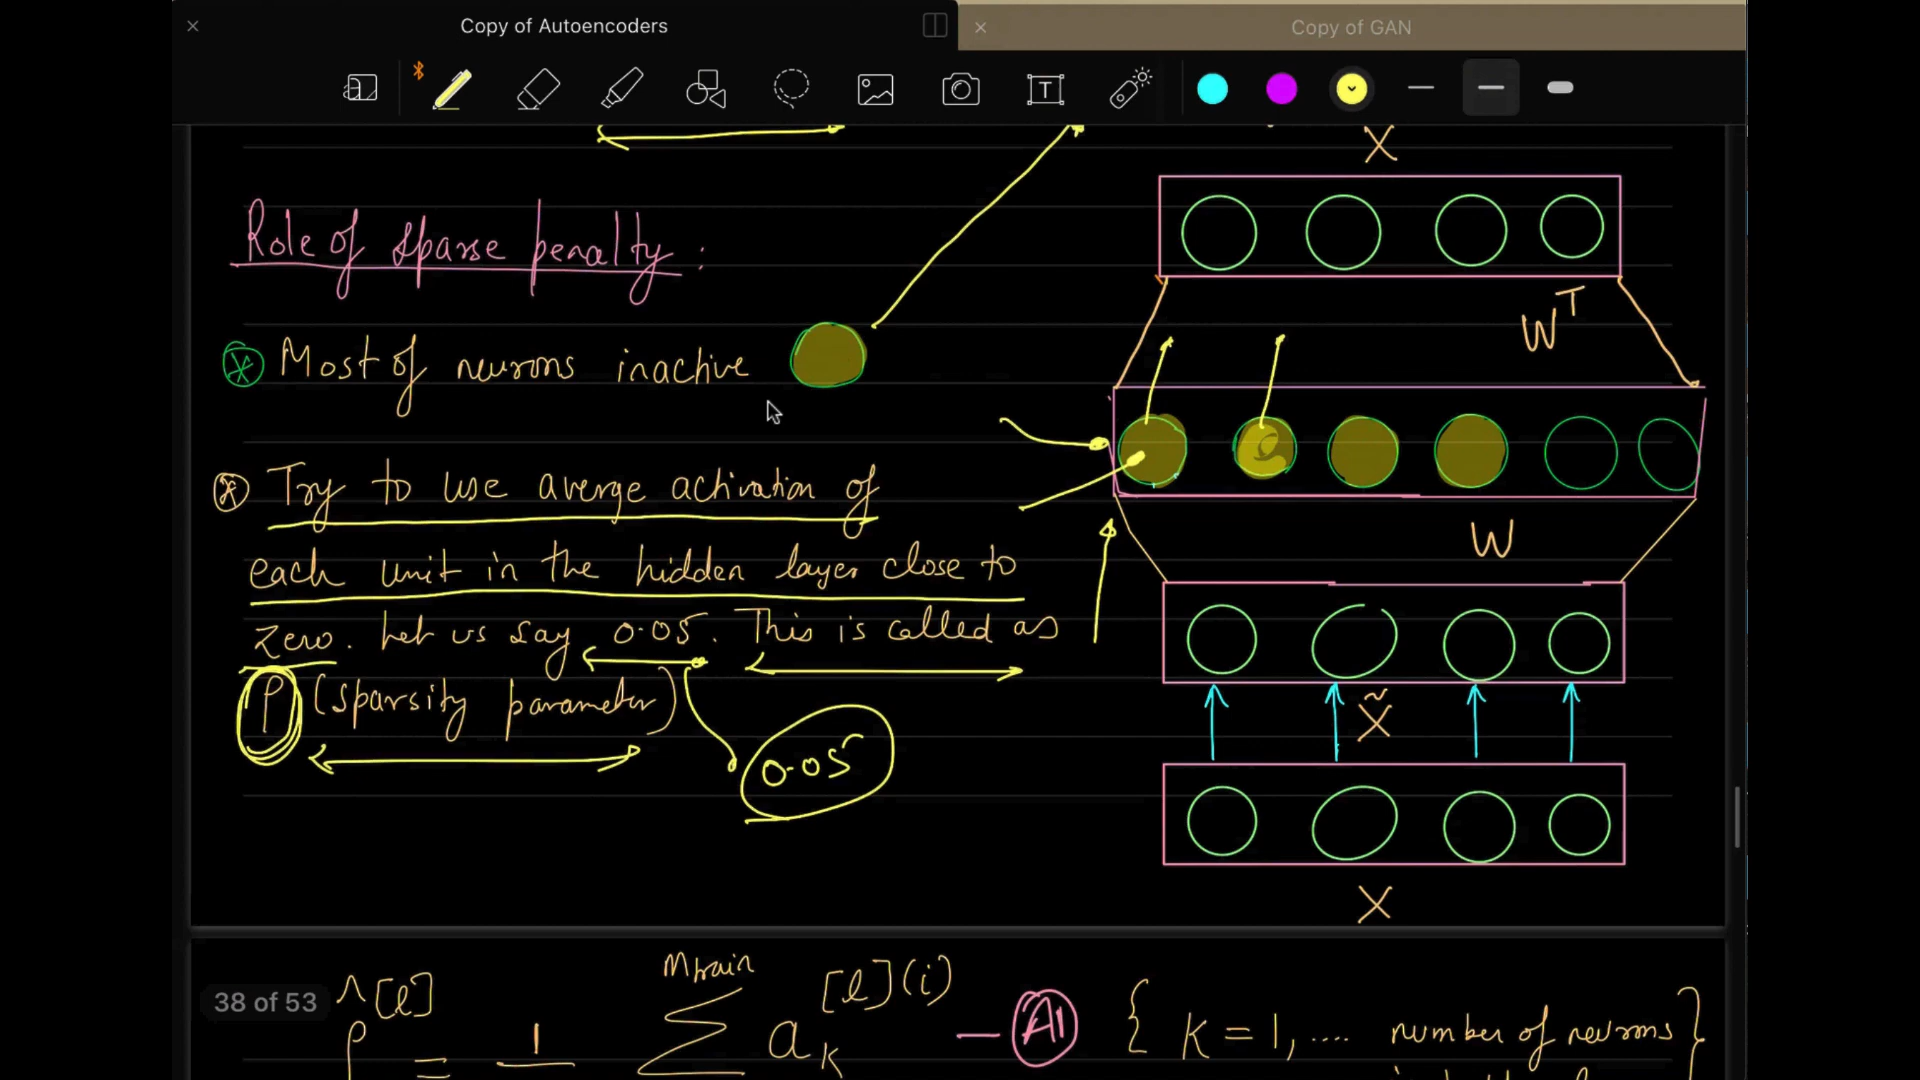 Copy of Autoencoders
Copy of GAN
T
X
Role of sparse penalty :
W^T
Most of neurons inactive
Try to use averge activation of
W
each unit in the hidden layer close to
zero. Let us say 0.05. This is called as
ρ (sparsity parameter)
X̃
0.05
X
38 of 53
ρ̂^[l] = 1 Mtrain ∑ a_k^[l](i) — A1 { K = 1, .... number of neurons }